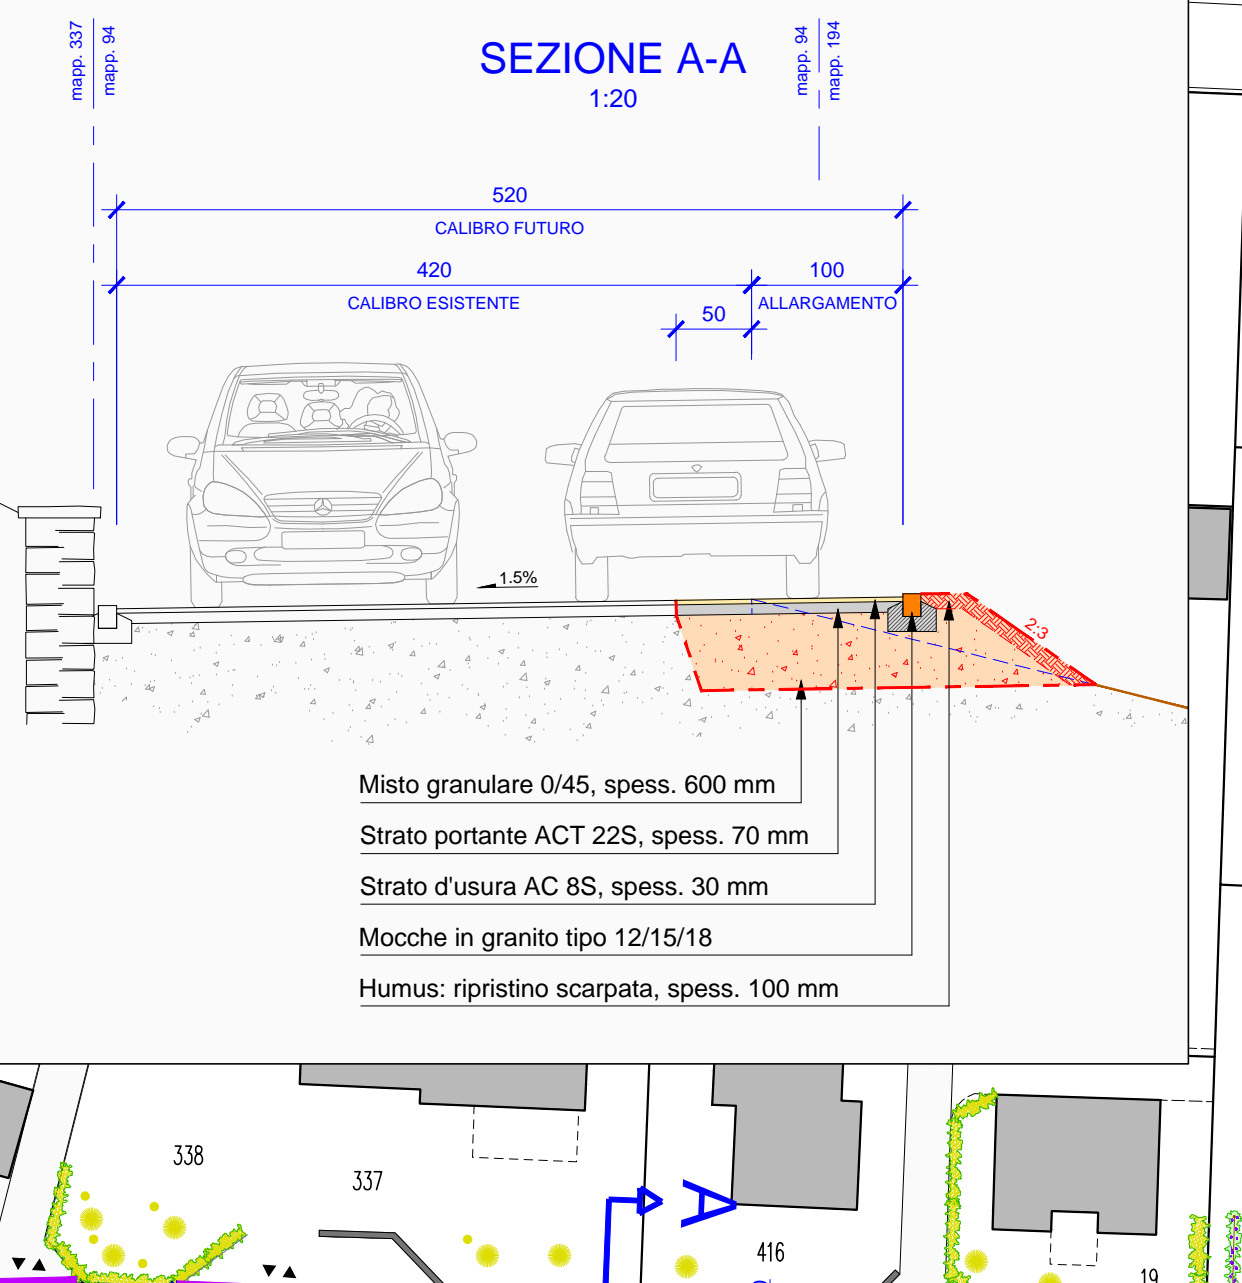 mapp. 337
mapp. 94
SEZIONE A-A
1:20
mapp. 94
mapp. 194
520
CALIBRO FUTURO
420
100
CALIBRO ESISTENTE
ALLARGAMENTO
50
1.5%
2:3
Misto granulare 0/45, spess. 600 mm
Strato portante ACT 22S, spess. 70 mm
Strato d'usura AC 8S, spess. 30 mm
Mocche in granito tipo 12/15/18
Humus: ripristino scarpata, spess. 100 mm
338
337
A
416
19